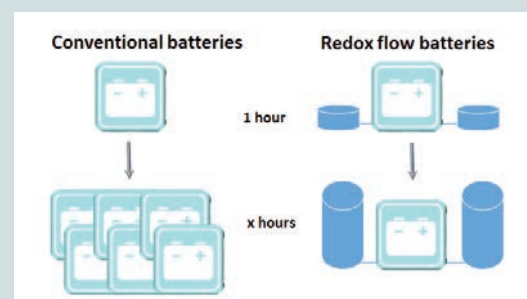 Conventional batteries
Redox flow batteries
- +
- +
1 hour
x hours
- +
- +
- +
- +